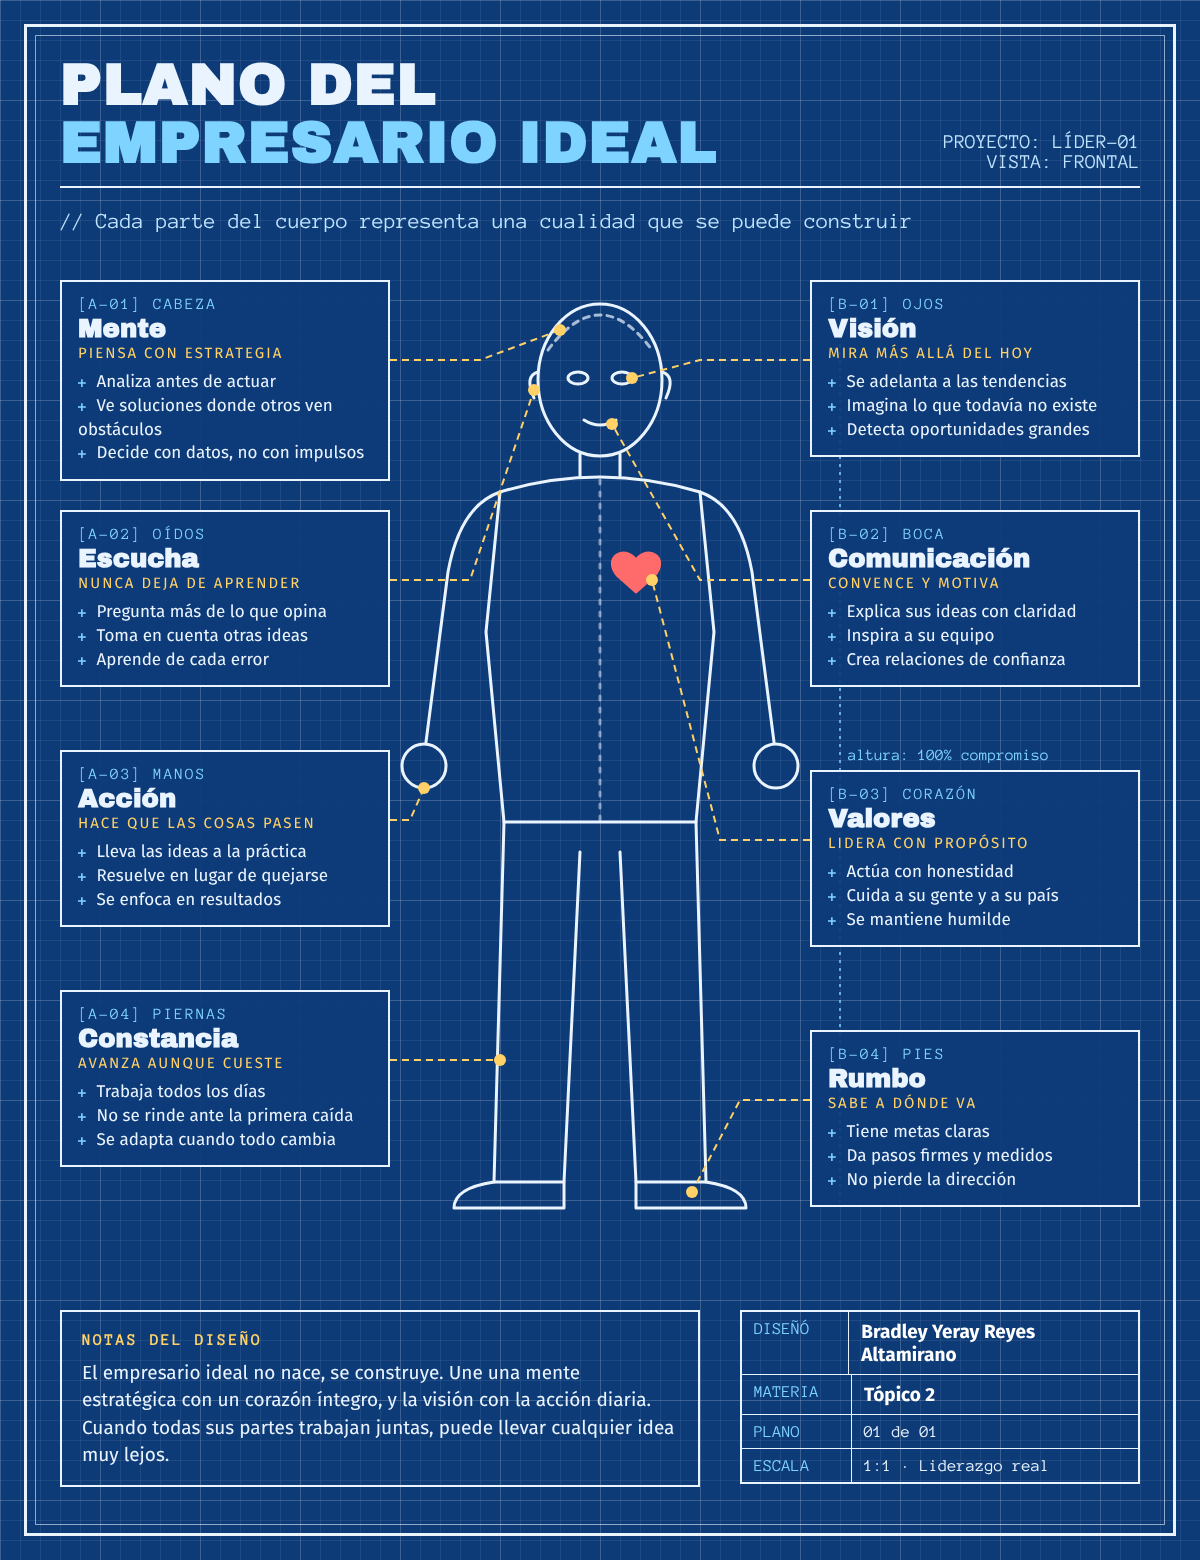 PLANO DEL
EMPRESARIO IDEAL
PROYECTO: LÍDER-01
VISTA: FRONTAL
// Cada parte del cuerpo representa una cualidad que se puede construir
[A-01] CABEZA
Mente
PIENSA CON ESTRATEGIA
+ Analiza antes de actuar
+ Ve soluciones donde otros ven
obstáculos
+ Decide con datos, no con impulsos
[A-02] OÍDOS
Escucha
NUNCA DEJA DE APRENDER
+ Pregunta más de lo que opina
+ Toma en cuenta otras ideas
+ Aprende de cada error
[A-03] MANOS
Acción
HACE QUE LAS COSAS PASEN
+ Lleva las ideas a la práctica
+ Resuelve en lugar de quejarse
+ Se enfoca en resultados
[A-04] PIERNAS
Constancia
AVANZA AUNQUE CUESTE
+ Trabaja todos los días
+ No se rinde ante la primera caída
+ Se adapta cuando todo cambia
[B-01] OJOS
Visión
MIRA MÁS ALLÁ DEL HOY
+ Se adelanta a las tendencias
+ Imagina lo que todavía no existe
+ Detecta oportunidades grandes
[B-02] BOCA
Comunicación
CONVENCE Y MOTIVA
+ Explica sus ideas con claridad
+ Inspira a su equipo
+ Crea relaciones de confianza
altura: 100% compromiso
[B-03] CORAZÓN
Valores
LIDERA CON PROPÓSITO
+ Actúa con honestidad
+ Cuida a su gente y a su país
+ Se mantiene humilde
[B-04] PIES
Rumbo
SABE A DÓNDE VA
+ Tiene metas claras
+ Da pasos firmes y medidos
+ No pierde la dirección
NOTAS DEL DISEÑO
El empresario ideal no nace, se construye. Une una mente
estratégica con un corazón íntegro, y la visión con la acción diaria.
Cuando todas sus partes trabajan juntas, puede llevar cualquier idea
muy lejos.
DISEÑÓ Bradley Yeray Reyes
Altamirano
MATERIA Tópico 2
PLANO 01 de 01
ESCALA 1:1 · Liderazgo real